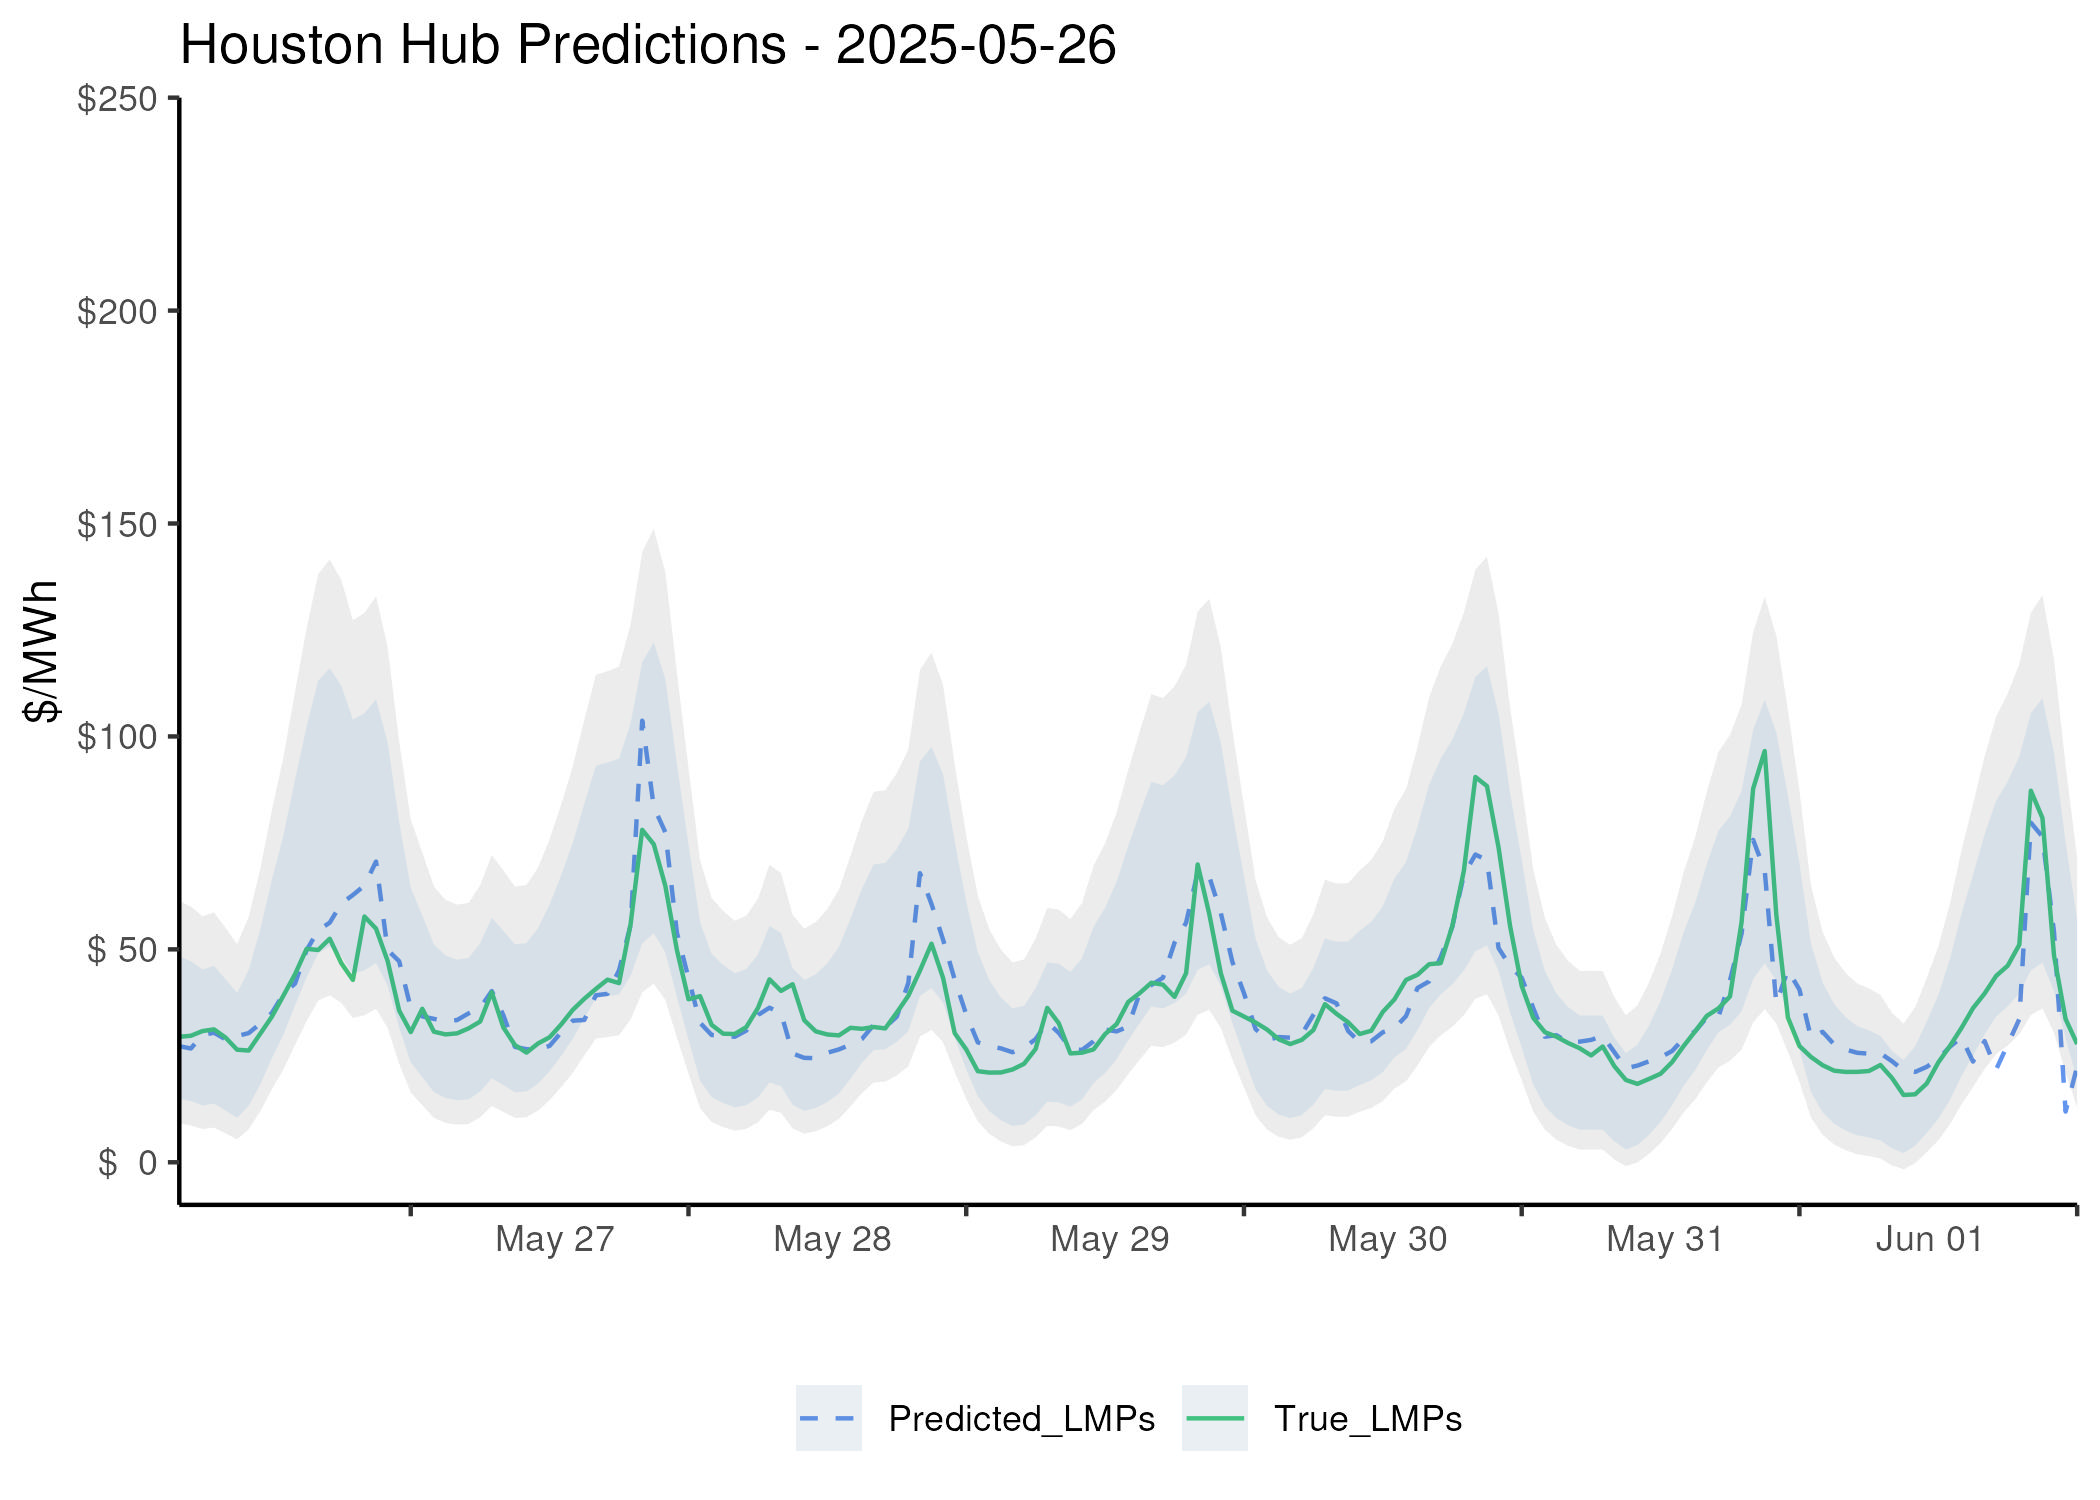 Houston Hub Predictions - 2025-05-26
$250
$200
$150
$100
$ 50
$  0
$/MWh
May 27
May 28
May 29
May 30
May 31
Jun 01
Predicted_LMPs
True_LMPs